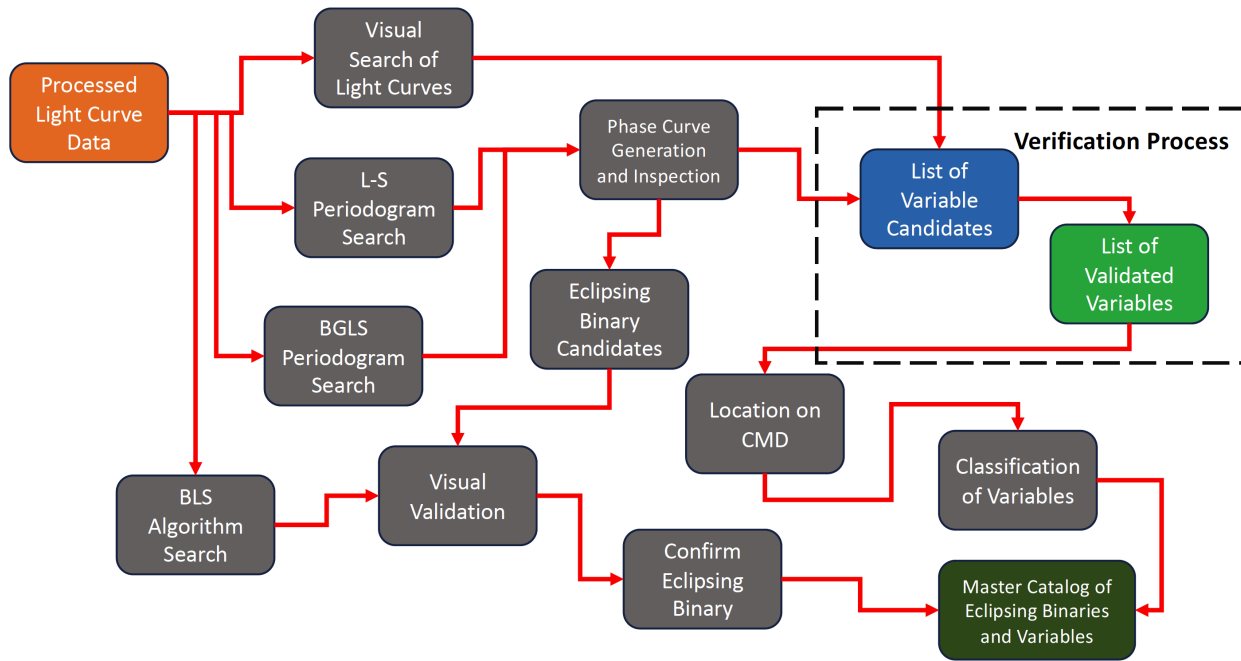 Visual
Search of
Light Curves
Processed
Light Curve
Data
Phase Curve
Generation
and Inspection
Verification Process
List of
Variable
Candidates
L-S
Periodogram
Search
List of
Validated
Variables
Eclipsing
Binary
Candidates
BGLS
Periodogram
Search
Location on
CMD
Classification
of Variables
Visual
Validation
BLS
Algorithm
Search
Confirm
Eclipsing
Binary
Master Catalog of
Eclipsing Binaries
and Variables